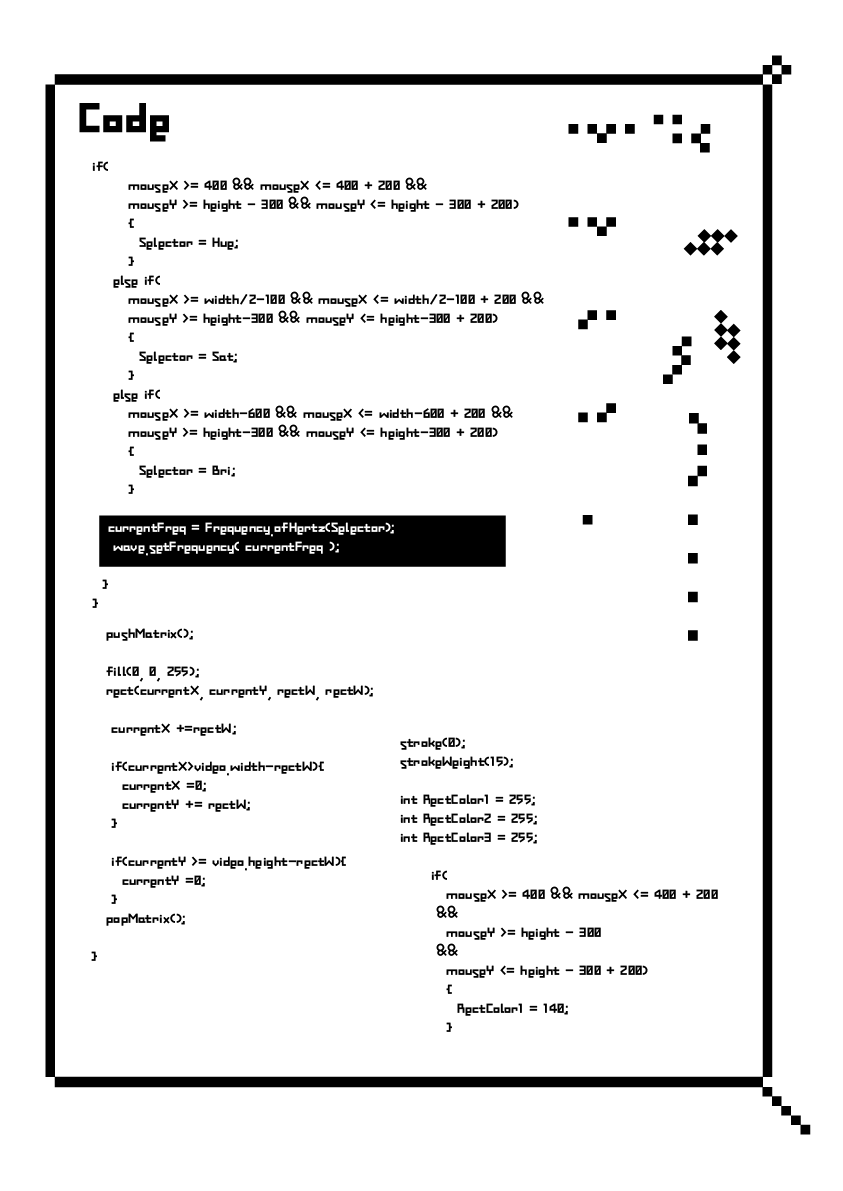 Code
if(
mouseX >= 400 && mouseX <= 400 + 200 &&
mouseY >= height - 300 && mouseY <= height - 300 + 200)
{
Selector = Hue;
}
else if(
mouseX >= width/2-100 && mouseX <= width/2-100 + 200 &&
mouseY >= height-300 && mouseY <= height-300 + 200)
{
Selector = Sat;
}
else if(
mouseX >= width-600 && mouseX <= width-600 + 200 &&
mouseY >= height-300 && mouseY <= height-300 + 200)
{
Selector = Bri;
}
currentFreq = Frequency.ofHertz(Selector);
wave.setFrequency( currentFreq );
}
}
pushMatrix();
fill(0, 0, 255);
rect(currentX, currentY, rectW, rectW);
currentX +=rectW;
if(currentX>video.width-rectW){
currentX =0;
currentY += rectW;
}
if(currentY >= video.height-rectW){
currentY =0;
}
popMatrix();
}
stroke(0);
strokeWeight(15);
int RectColor1 = 255;
int RectColor2 = 255;
int RectColor3 = 255;
if(
mouseX >= 400 && mouseX <= 400 + 200
&&
mouseY >= height - 300
&&
mouseY <= height - 300 + 200)
{
RectColor1 = 140;
}